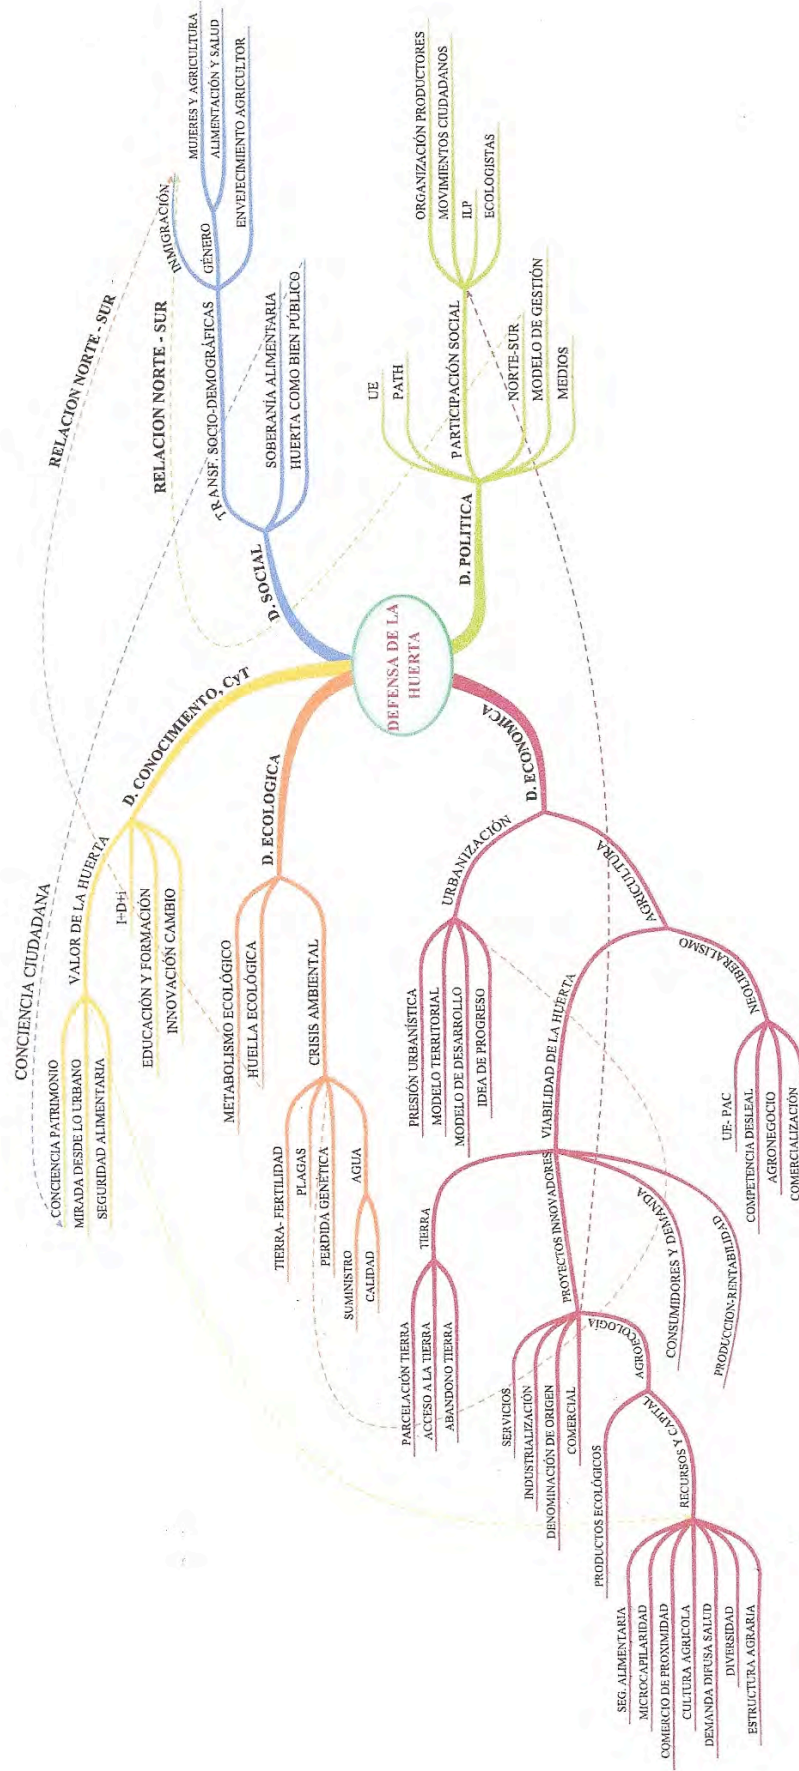 DEFENSA DE LA
HUERTA
D. SOCIAL
TRANSF. SOCIO-DEMOGRÁFICAS
INMIGRACIÓN
GÉNERO
MUJERES Y AGRICULTURA
ALIMENTACIÓN Y SALUD
ENVEJECIMIENTO AGRICULTOR
SOBERANÍA ALIMENTARIA
HUERTA COMO BIEN PÚBLICO
RELACION NORTE - SUR
RELACION NORTE - SUR
D. POLITICA
UE
PATH
PARTICIPACIÓN SOCIAL
ORGANIZACIÓN PRODUCTORES
MOVIMIENTOS CIUDADANOS
ILP
ECOLOGISTAS
NORTE-SUR
MODELO DE GESTIÓN
MEDIOS
D. CONOCIMIENTO, CyT
VALOR DE LA HUERTA
CONCIENCIA PATRIMONIO
MIRADA DESDE LO URBANO
SEGURIDAD ALIMENTARIA
I+D+i
EDUCACIÓN Y FORMACIÓN
INNOVACIÓN CAMBIO
CONCIENCIA CIUDADANA
D. ECOLOGICA
METABOLISMO ECOLÓGICO
HUELLA ECOLÓGICA
CRISIS AMBIENTAL
TIERRA- FERTILIDAD
PLAGAS
PERDIDA GENÉTICA
AGUA
SUMINISTRO
CALIDAD
D. ECONOMICA
URBANIZACIÓN
PRESIÓN URBANÍSTICA
MODELO TERRITORIAL
MODELO DE DESARROLLO
IDEA DE PROGRESO
AGRICULTURA
VIABILIDAD DE LA HUERTA
TIERRA
PARCELACIÓN TIERRA
ACCESO A LA TIERRA
ABANDONO TIERRA
PROYECTOS INNOVADORES
SERVICIOS
INDUSTRIALIZACIÓN
DENOMINACIÓN DE ORIGEN
COMERCIAL
AGROECOLOGÍA
PRODUCTOS ECOLÓGICOS
RECURSOS Y CAPITAL
SEG. ALIMENTARIA
MICROCAPILARIDAD
COMERCIO DE PROXIMIDAD
CULTURA AGRICOLA
DEMANDA DIFUSA SALUD
DIVERSIDAD
ESTRUCTURA AGRARIA
CONSUMIDORES Y DEMANDA
PRODUCCION-RENTABILIDAD
NEOLIBERALISMO
UE- PAC
COMPETENCIA DESLEAL
AGRONEGOCIO
COMERCIALIZACIÓN